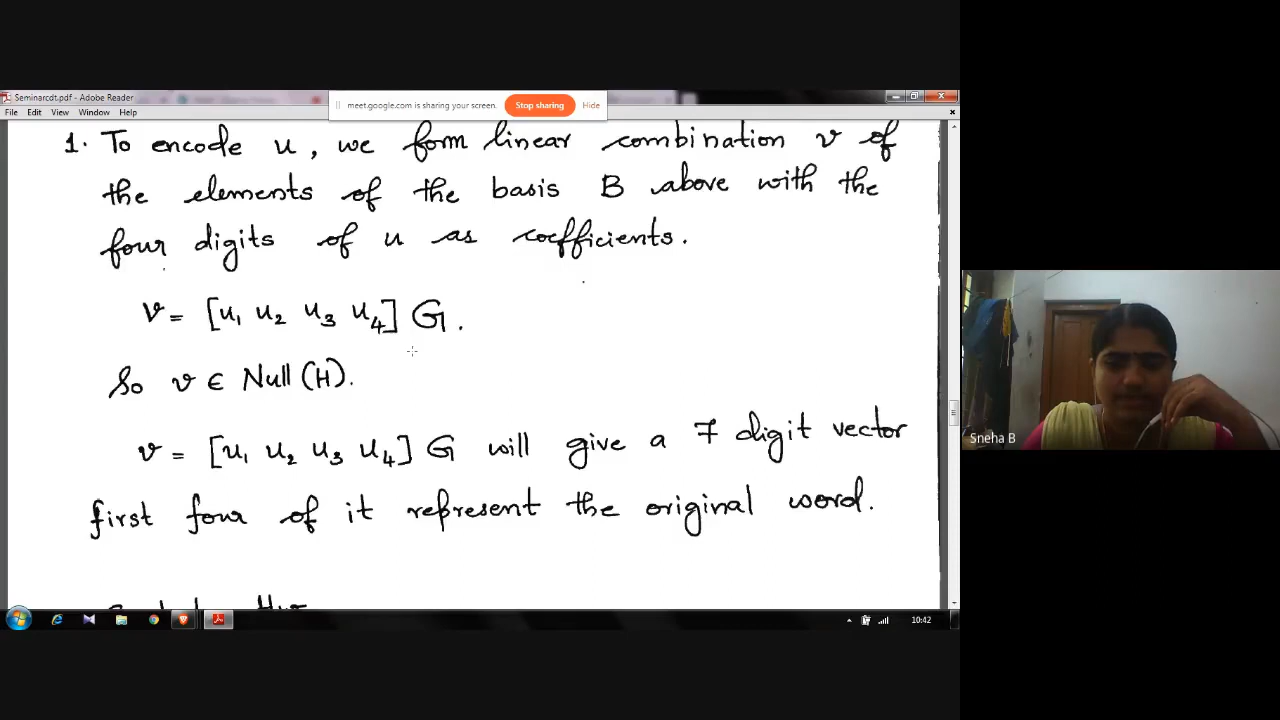 Seminarcdt.pdf - Adobe Reader
File Edit View Window Help
meet.google.com is sharing your screen. Stop sharing Hide
1. To encode u, we form linear combination v of
the elements of the basis B above with the
four digits of u as coefficients.
v = [u₁ u₂ u₃ u₄] G.
So v ∈ Null (H).
v = [u₁ u₂ u₃ u₄] G will give a 7 digit vector
first four of it represent the original word.
Sneha B
10:42